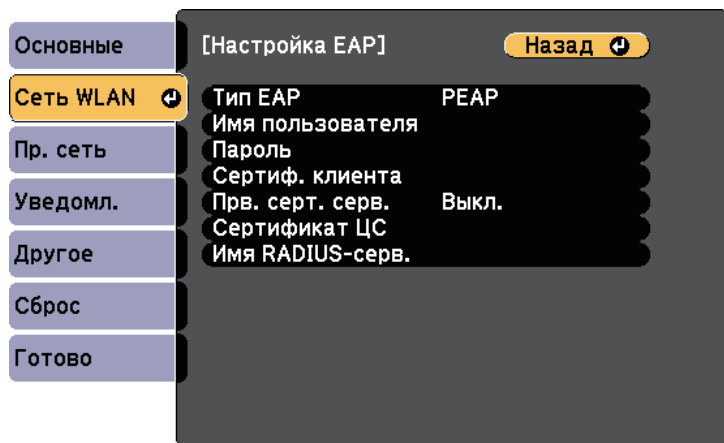 Основные
Сеть WLAN
Пр. сеть
Уведомл.
Другое
Сброс
Готово
[Настройка EAP]
Назад
Тип EAP PEAP
Имя пользователя
Пароль
Сертиф. клиента
Прв. серт. серв. Выкл.
Сертификат ЦС
Имя RADIUS-серв.